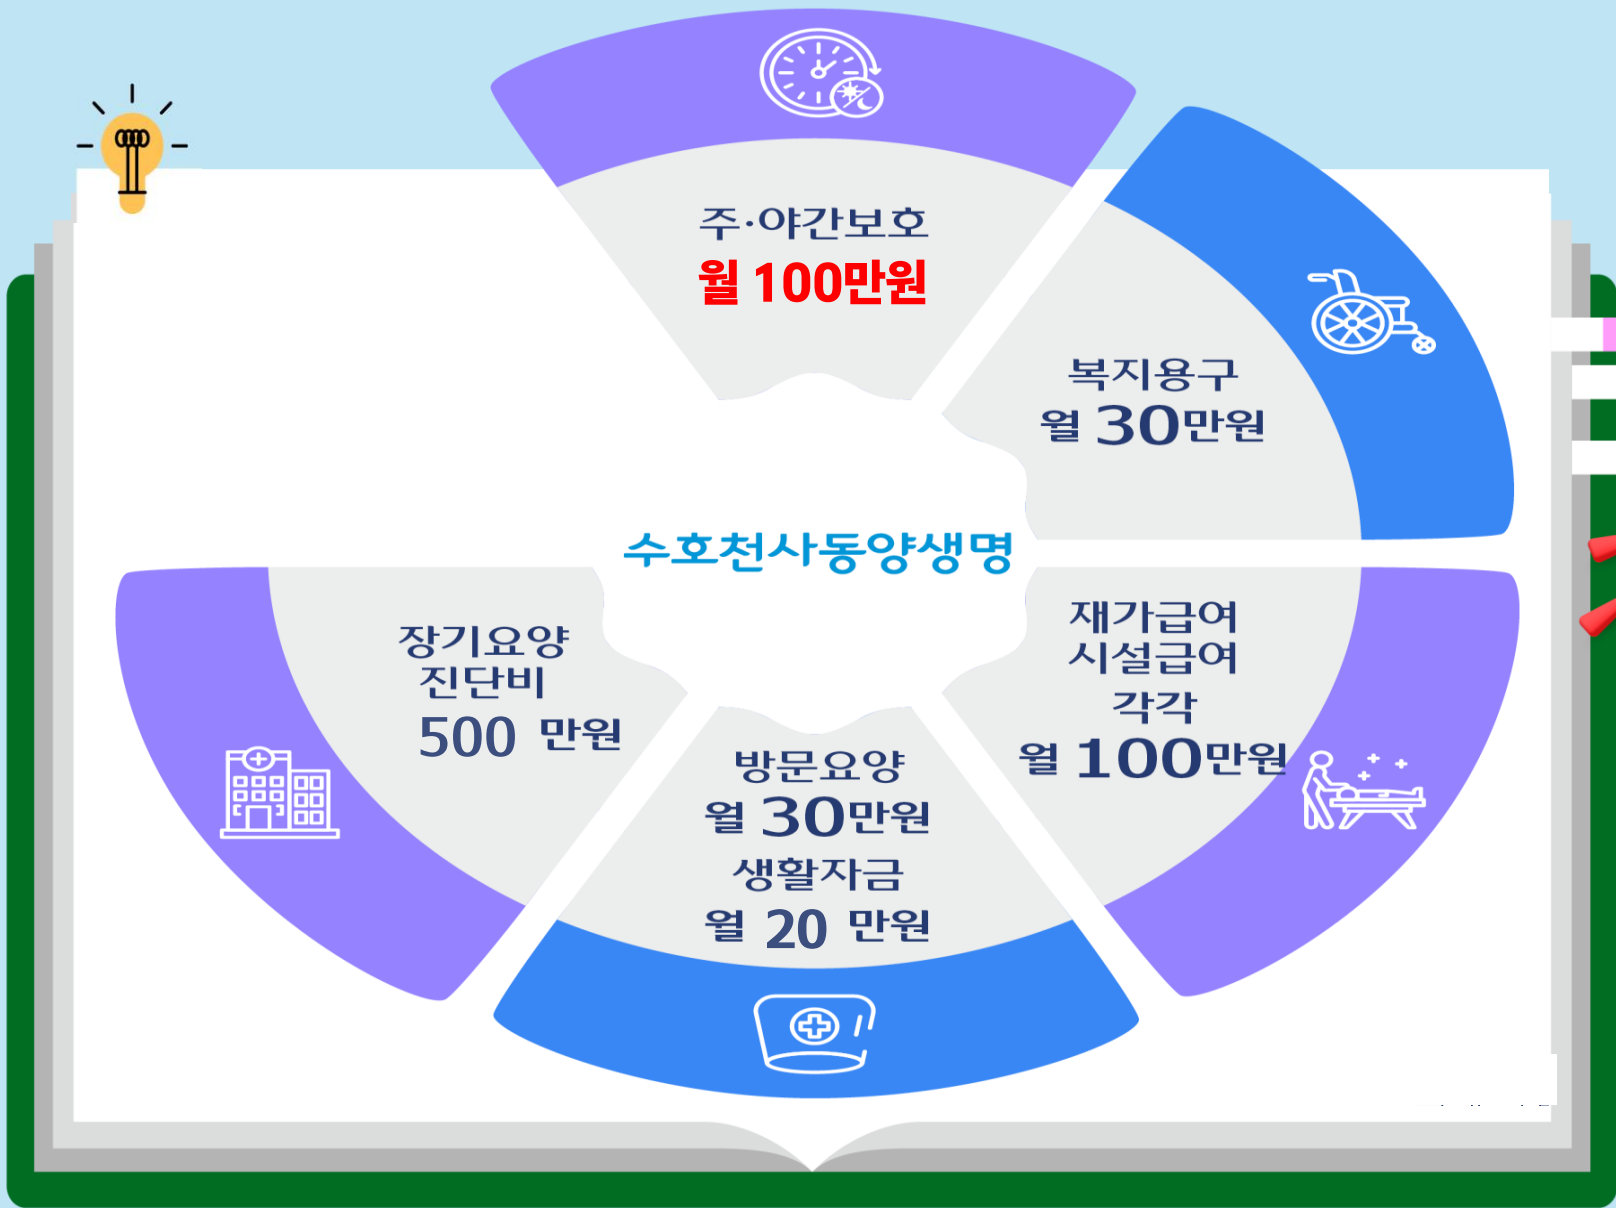 주·야간보호
월 100만원
복지용구
월 30만원
수호천사동양생명
재가급여
시설급여
각각
월 100만원
방문요양
월 30만원
생활자금
월 20 만원
장기요양
진단비
500 만원